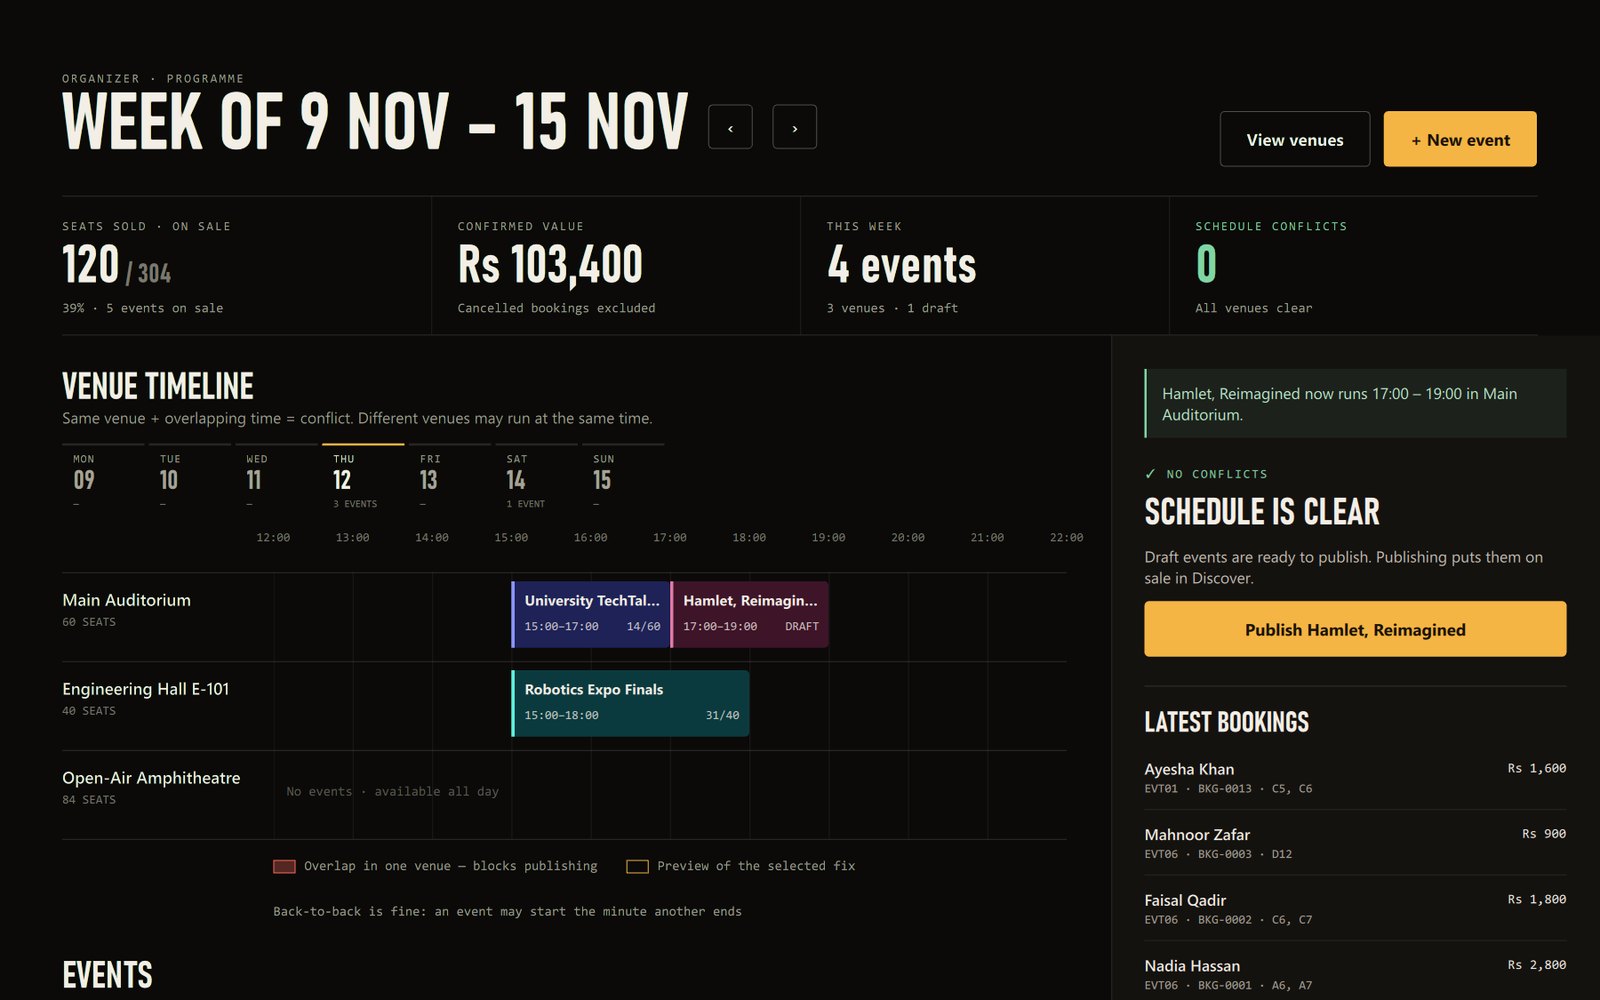 ORGANIZER · PROGRAMME
WEEK OF 9 NOV – 15 NOV
‹ ›
View venues
+ New event
SEATS SOLD · ON SALE
120 / 304
39% · 5 events on sale
CONFIRMED VALUE
Rs 103,400
Cancelled bookings excluded
THIS WEEK
4 events
3 venues · 1 draft
SCHEDULE CONFLICTS
0
All venues clear
VENUE TIMELINE
Same venue + overlapping time = conflict. Different venues may run at the same time.
MON TUE WED THU FRI SAT SUN
09 10 11 12 13 14 15
– – – 3 EVENTS – 1 EVENT –
12:00 13:00 14:00 15:00 16:00 17:00 18:00 19:00 20:00 21:00 22:00
Main Auditorium
60 SEATS
University TechTal...
15:00–17:00 14/60
Hamlet, Reimagin...
17:00–19:00 DRAFT
Engineering Hall E-101
40 SEATS
Robotics Expo Finals
15:00–18:00 31/40
Open-Air Amphitheatre
84 SEATS
No events · available all day
Overlap in one venue — blocks publishing
Preview of the selected fix
Back-to-back is fine: an event may start the minute another ends
EVENTS
Hamlet, Reimagined now runs 17:00 – 19:00 in Main
Auditorium.
✓ NO CONFLICTS
SCHEDULE IS CLEAR
Draft events are ready to publish. Publishing puts them on
sale in Discover.
Publish Hamlet, Reimagined
LATEST BOOKINGS
Ayesha Khan Rs 1,600
EVT01 · BKG-0013 · C5, C6
Mahnoor Zafar Rs 900
EVT06 · BKG-0003 · D12
Faisal Qadir Rs 1,800
EVT06 · BKG-0002 · C6, C7
Nadia Hassan Rs 2,800
EVT06 · BKG-0001 · A6, A7